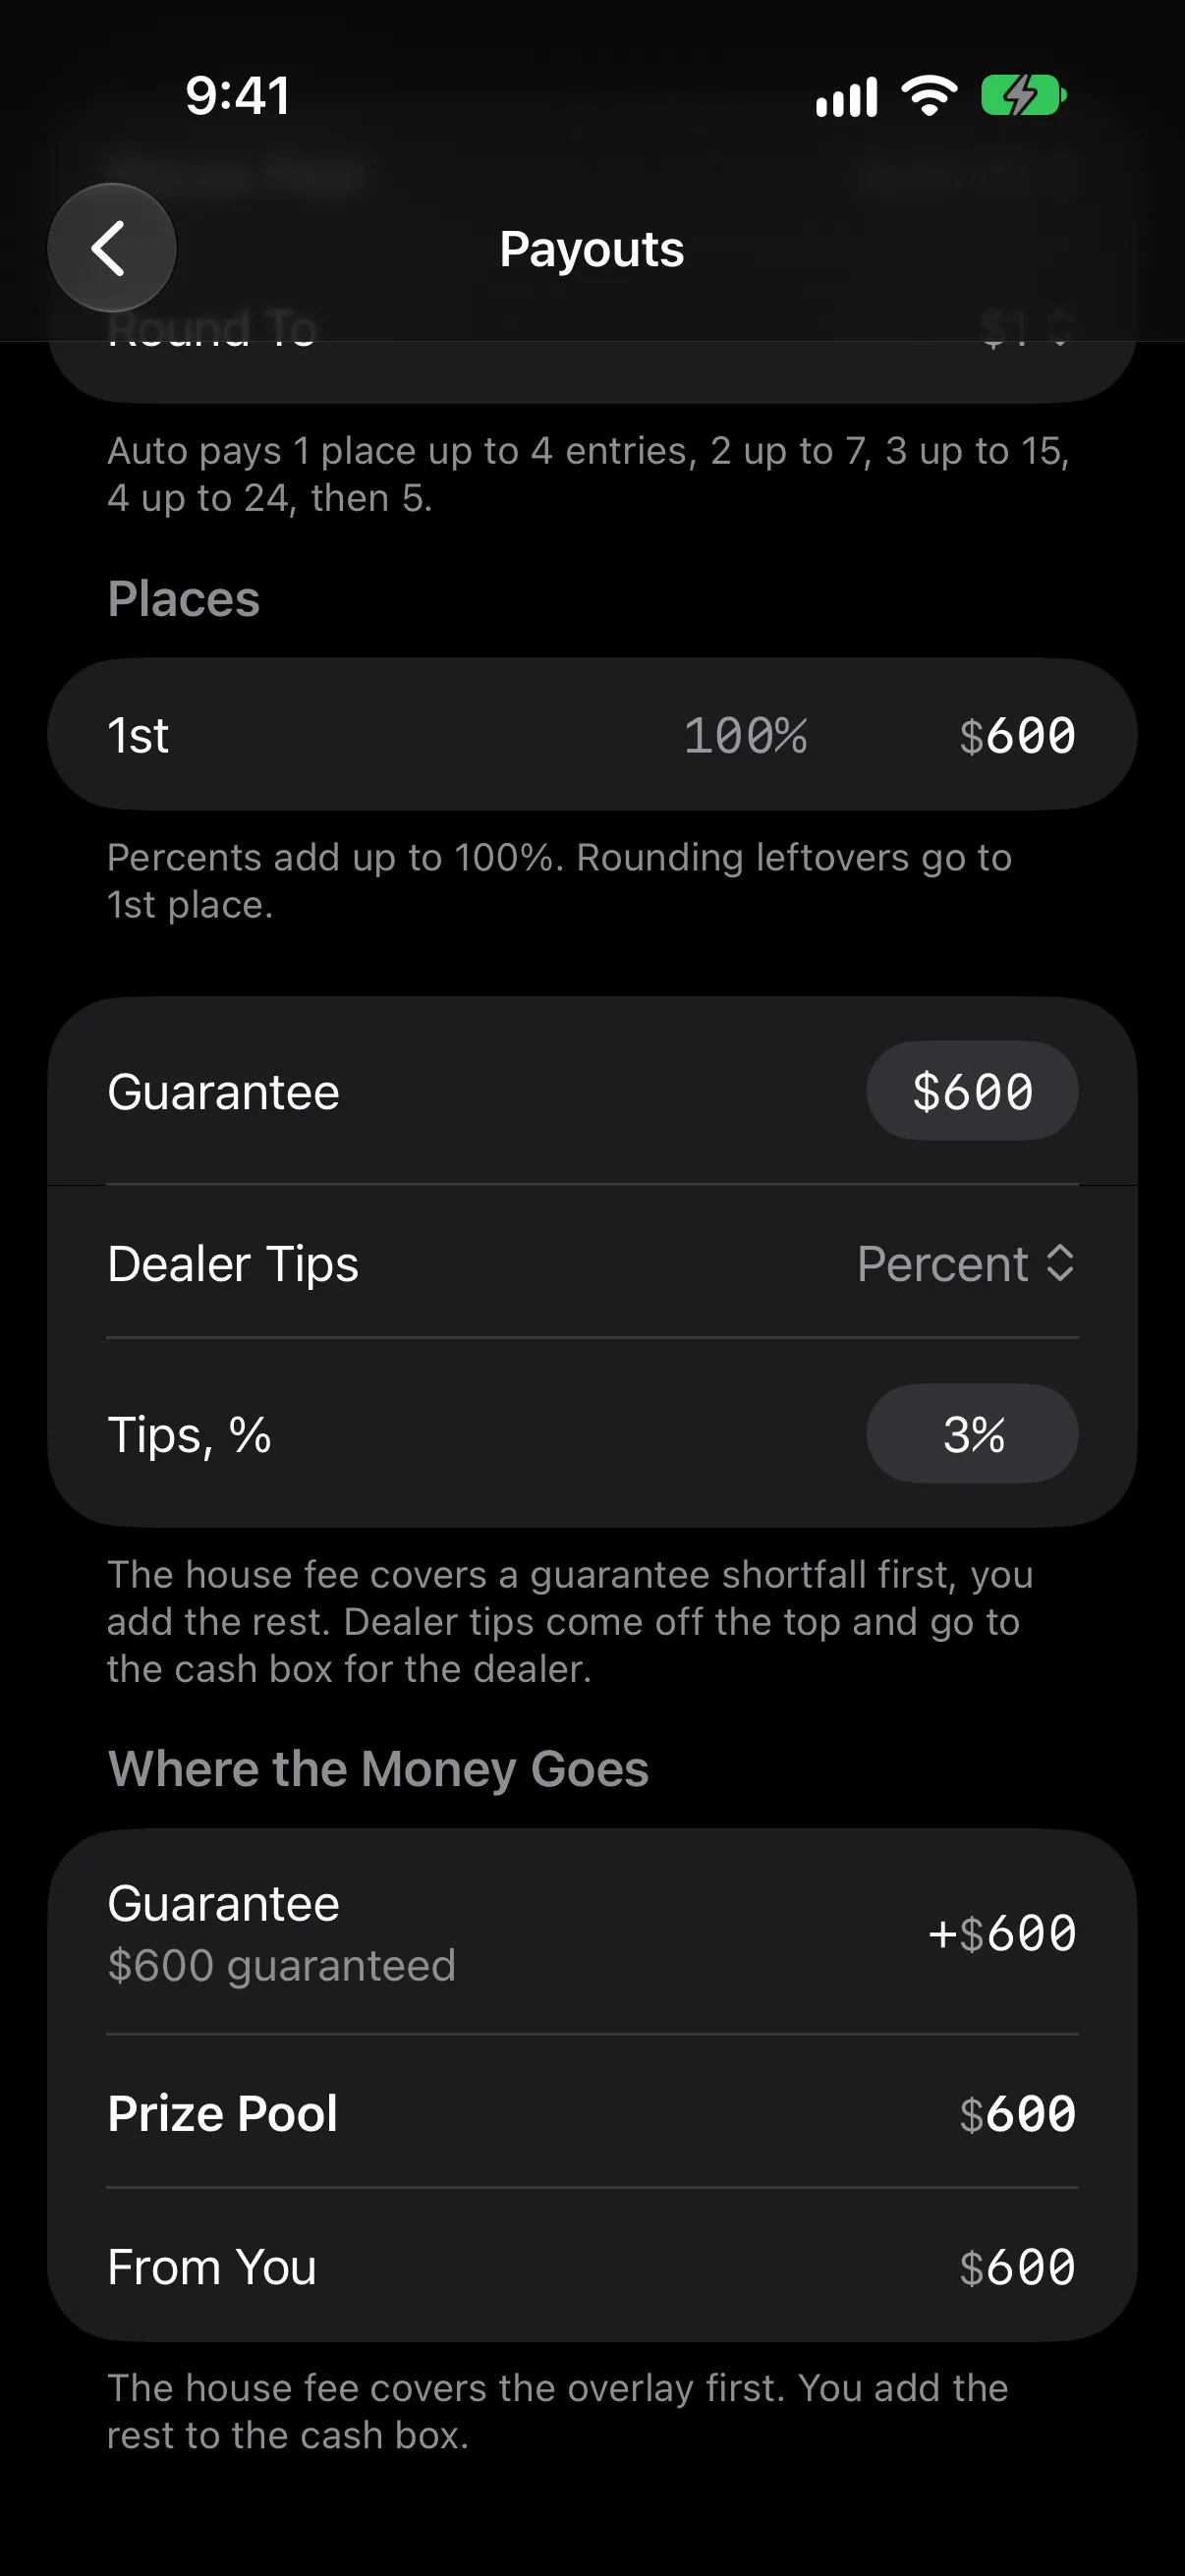 9:41
Payouts
Round To $1
Auto pays 1 place up to 4 entries, 2 up to 7, 3 up to 15,
4 up to 24, then 5.
Places
1st 100% $600
Percents add up to 100%. Rounding leftovers go to
1st place.
Guarantee $600
Dealer Tips Percent
Tips, % 3%
The house fee covers a guarantee shortfall first, you
add the rest. Dealer tips come off the top and go to
the cash box for the dealer.
Where the Money Goes
Guarantee +$600
$600 guaranteed
Prize Pool $600
From You $600
The house fee covers the overlay first. You add the
rest to the cash box.